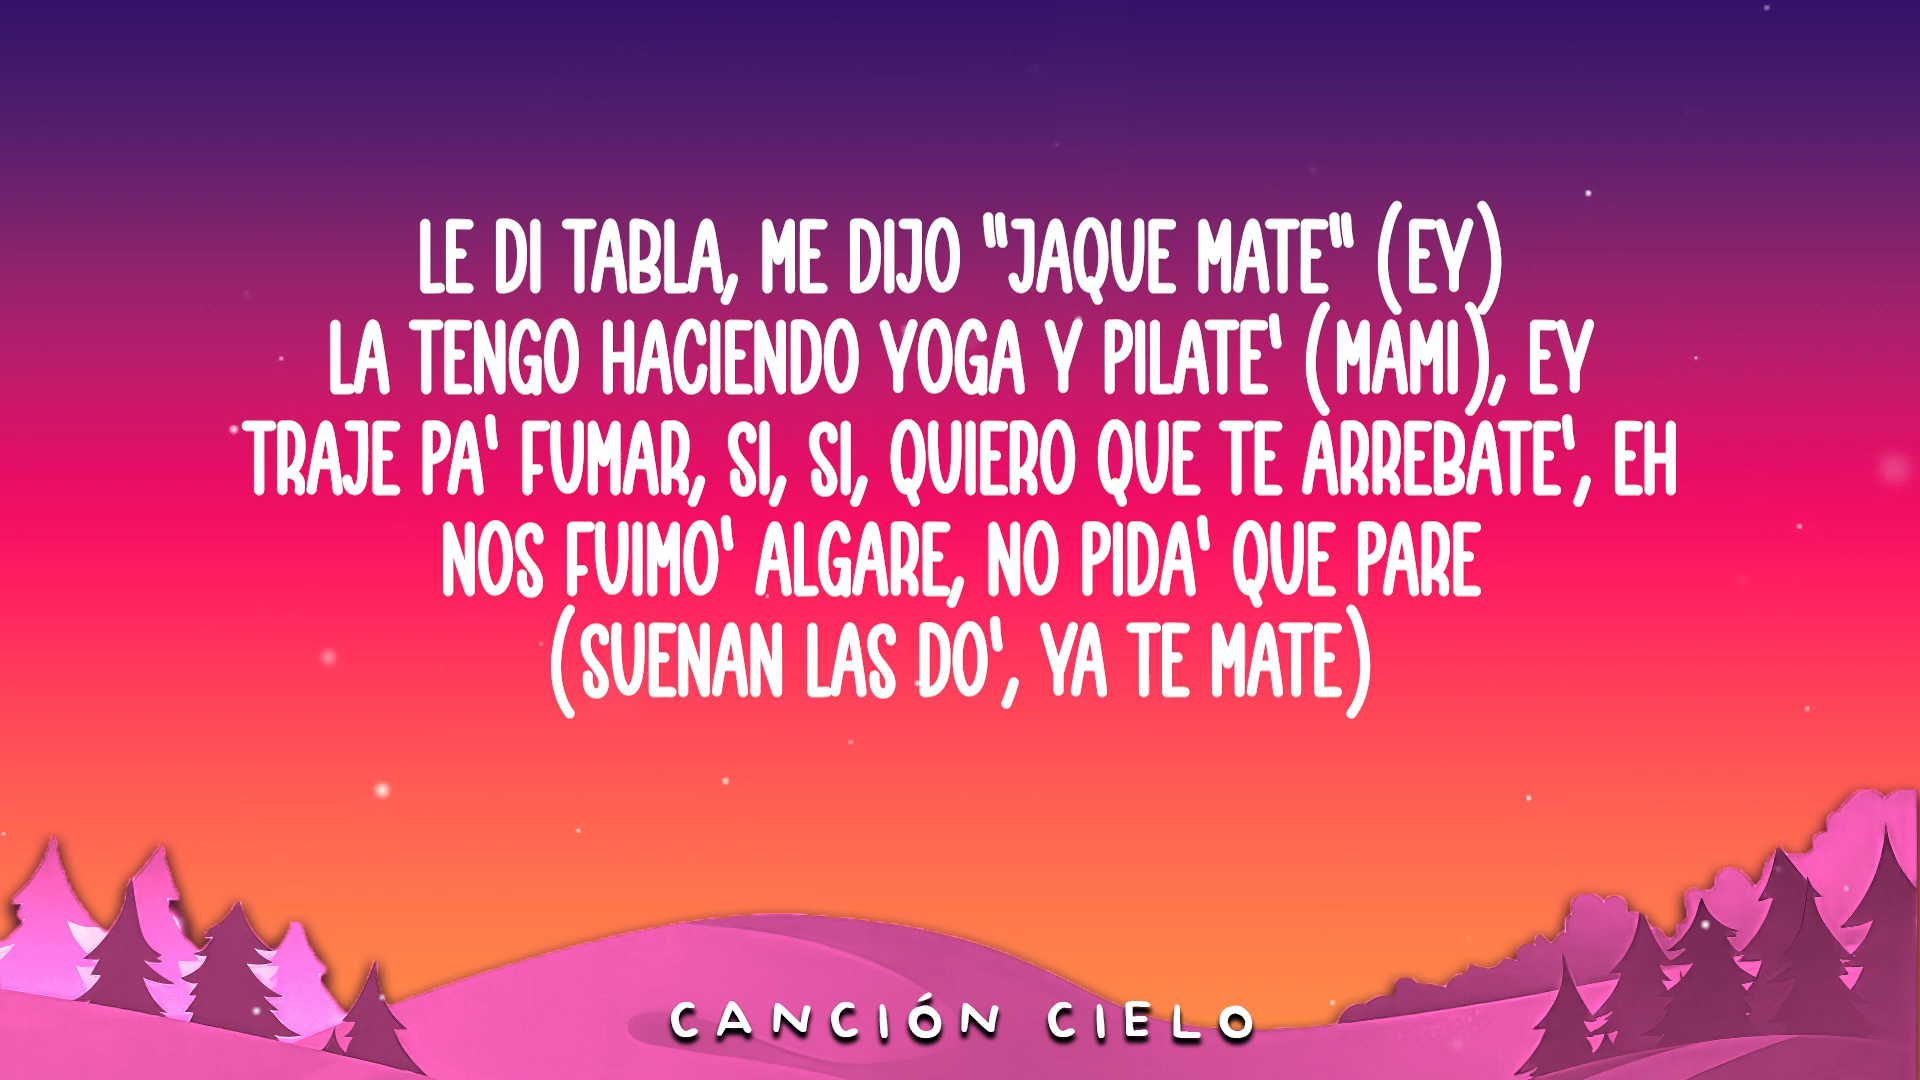 LE DI TABLA, ME DIJO "JAQUE MATE" (EY)
LA TENGO HACIENDO YOGA Y PILATE' (MAMI), EY
TRAJE PA' FUMAR, SI, SI, QUIERO QUE TE ARREBATE', EH
NOS FUIMO' ALGARE, NO PIDA' QUE PARE
(SUENAN LAS DO', YA TE MATE)
CANCIÓN CIELO